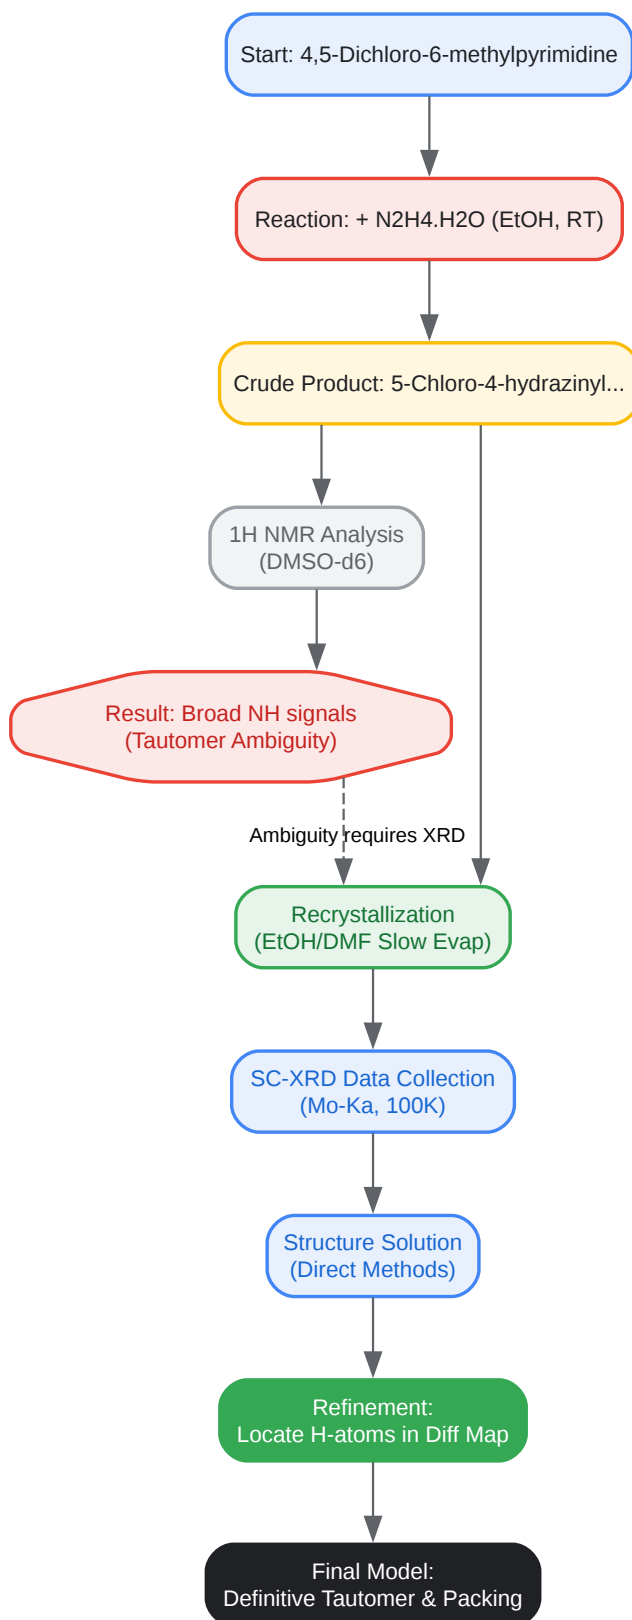 Start: 4,5-Dichloro-6-methylpyrimidine
Reaction: + N2H4.H2O (EtOH, RT)
Crude Product: 5-Chloro-4-hydrazinyl...
1H NMR Analysis
(DMSO-d6)
Result: Broad NH signals
(Tautomer Ambiguity)
Ambiguity requires XRD
Recrystallization
(EtOH/DMF Slow Evap)
SC-XRD Data Collection
(Mo-Ka, 100K)
Structure Solution
(Direct Methods)
Refinement:
Locate H-atoms in Diff Map
Final Model:
Definitive Tautomer & Packing